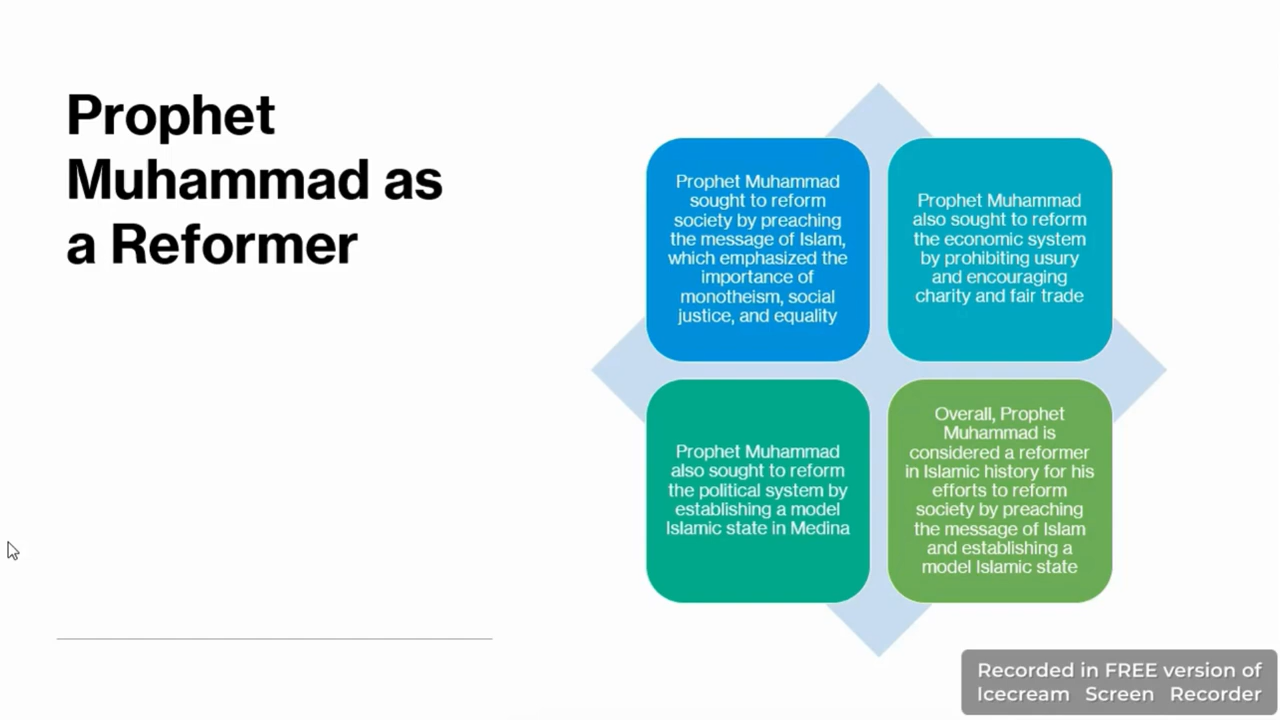 Prophet
Muhammad as
a Reformer
Prophet Muhammad
sought to reform
society by preaching
the message of Islam,
which emphasized the
importance of
monotheism, social
justice, and equality
Prophet Muhammad
also sought to reform
the economic system
by prohibiting usury
and encouraging
charity and fair trade
Prophet Muhammad
also sought to reform
the political system by
establishing a model
Islamic state in Medina
Overall, Prophet
Muhammad is
considered a reformer
in Islamic history for his
efforts to reform
society by preaching
the message of Islam
and establishing a
model Islamic state
Recorded in FREE version of
Icecream Screen Recorder